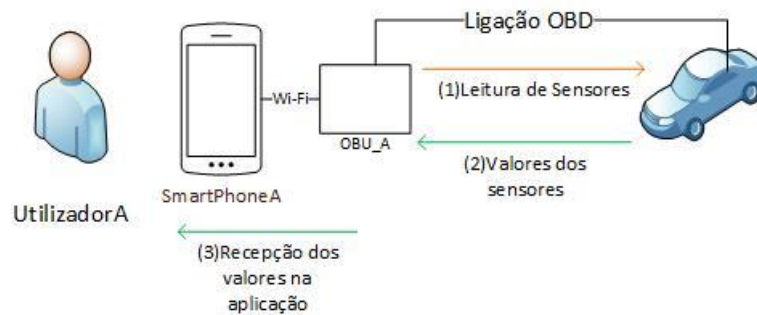 Ligação OBD
(1)Leitura de Sensores
Wi-Fi
OBU_A
(2)Valores dos
sensores
SmartPhoneA
UtilizadorA
(3)Recepção dos
valores na
aplicação